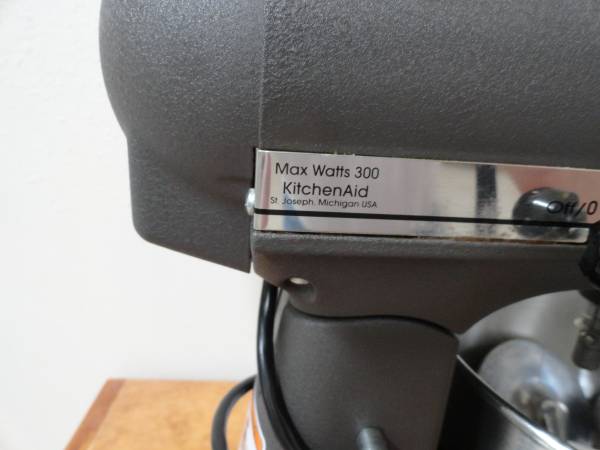 Max Watts 300
KitchenAid
St. Joseph, Michigan USA
Off/0